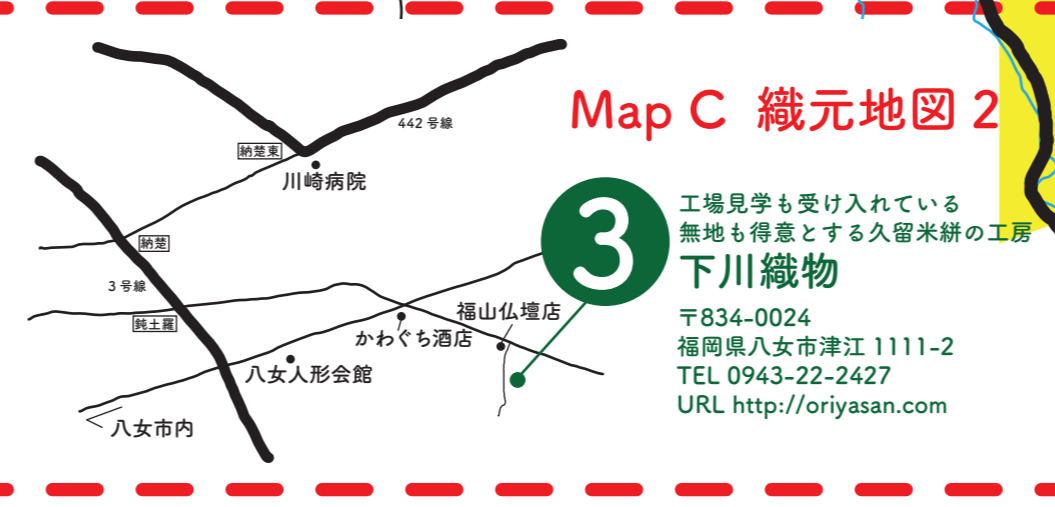 Map C 織元地図 2
442 号線
納楚東
川崎病院
納楚
3 号線
鈍土羅
福山仏壇店
かわぐち酒店
八女人形会館
八女市内
3
工場見学も受け入れている
無地も得意とする久留米絣の工房
下川織物
〒834-0024
福岡県八女市津江 1111-2
TEL 0943-22-2427
URL http://oriyasan.com